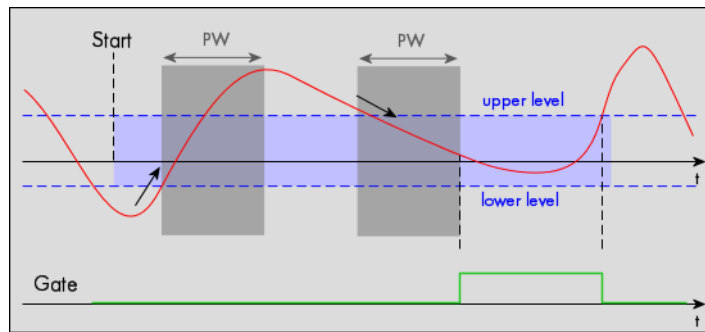 Start
PW
PW
upper level
t
lower level
Gate
t